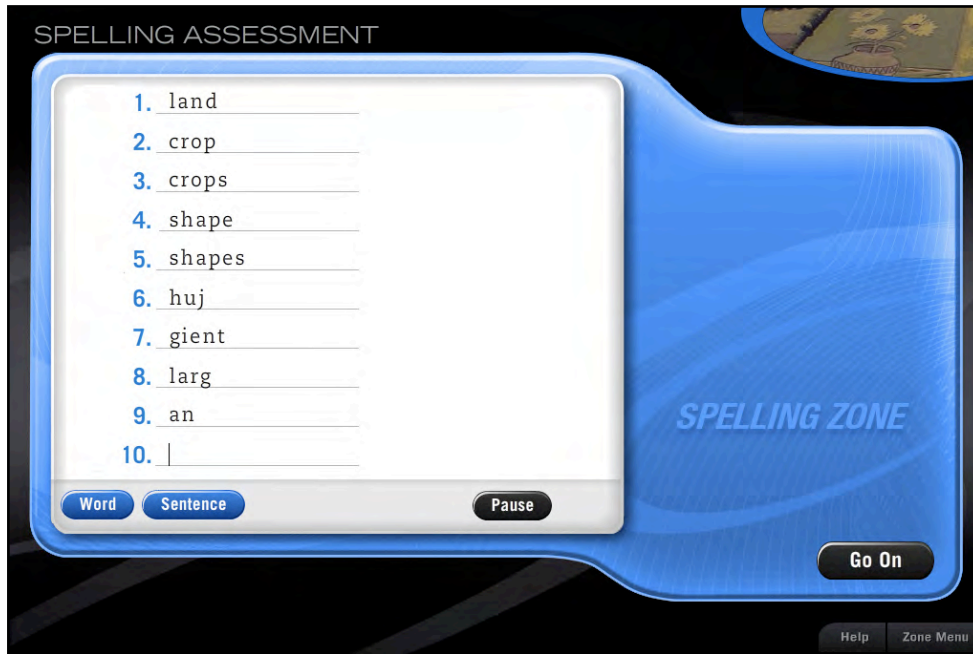 SPELLING ASSESSMENT
1. land
2. crop
3. crops
4. shape
5. shapes
6. huj
7. gient
8. larg
9. an
10.
Word Sentence Pause
SPELLING ZONE
Go On
Help Zone Menu